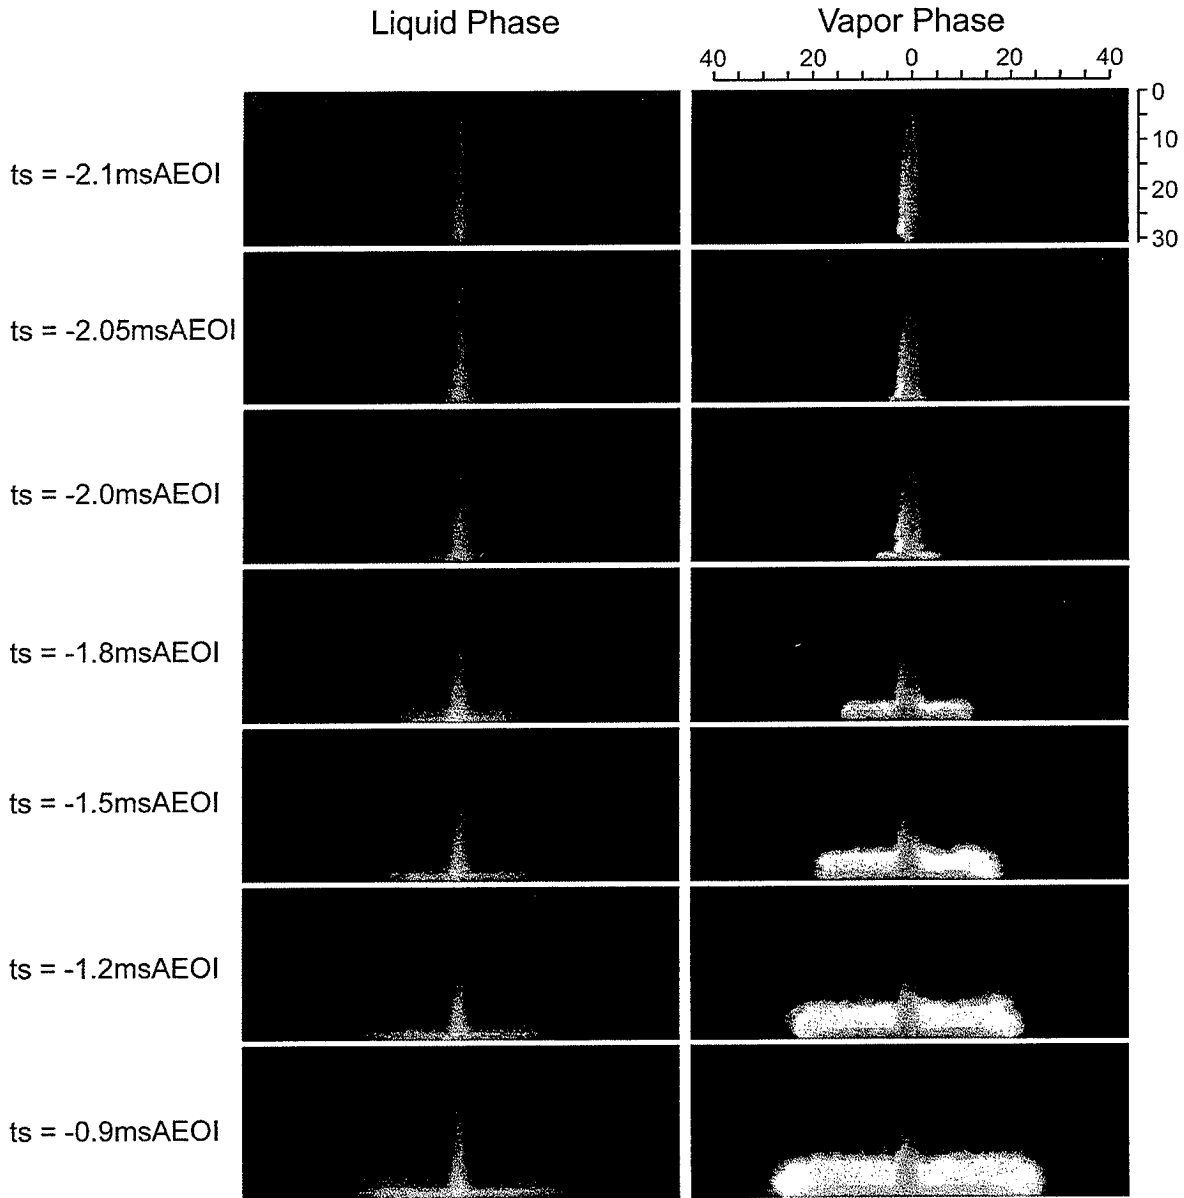 Liquid Phase Vapor Phase
40 20 0 20 40
0
10
ts = -2.1msAEOI
20
30
ts = -2.05msAEOI
ts = -2.0msAEOI
ts = -1.8msAEOI
ts = -1.5msAEOI
ts = -1.2msAEOI
ts = -0.9msAEOI